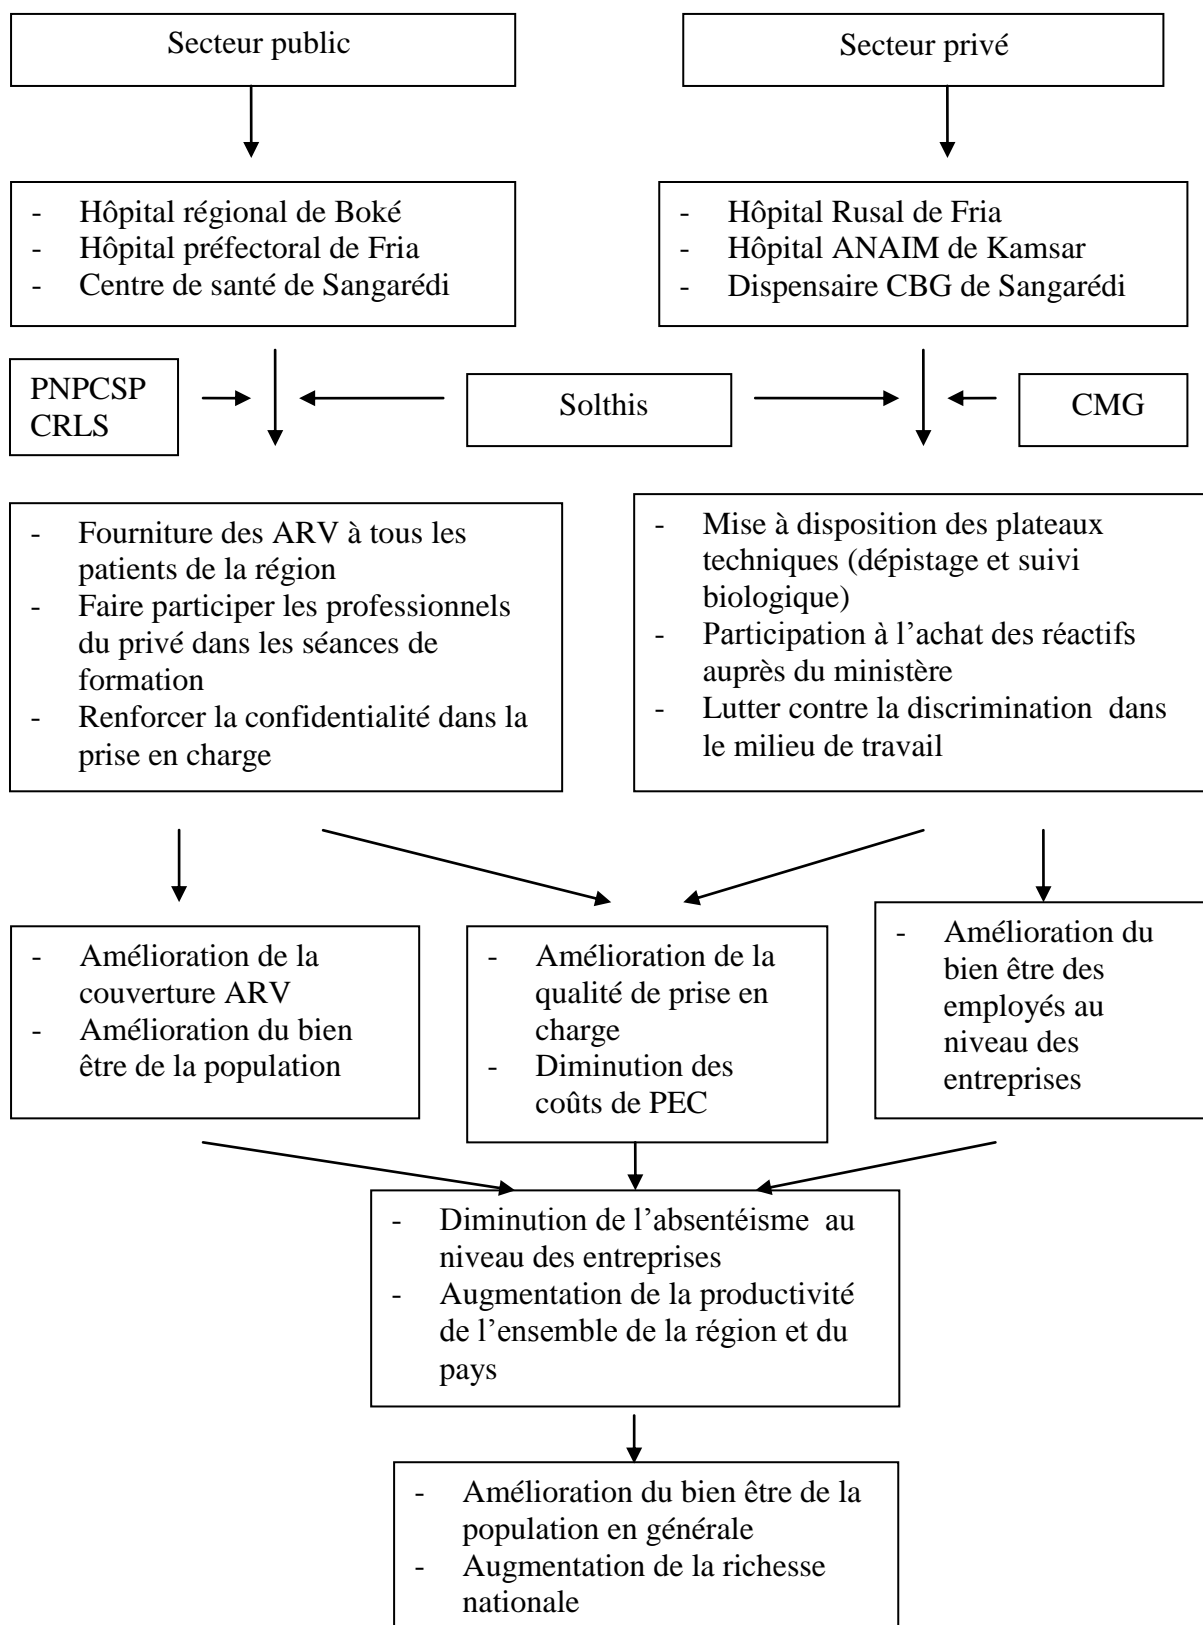 Secteur public
Secteur privé
- Hôpital régional de Boké
- Hôpital préfectoral de Fria
- Centre de santé de Sangarédi
- Hôpital Rusal de Fria
- Hôpital ANAIM de Kamsar
- Dispensaire CBG de Sangarédi
PNPCSP
CRLS
Solthis
CMG
- Fourniture des ARV à tous les
patients de la région
- Faire participer les professionnels
du privé dans les séances de
formation
- Renforcer la confidentialité dans la
prise en charge
- Mise à disposition des plateaux
techniques (dépistage et suivi
biologique)
- Participation à l’achat des réactifs
auprès du ministère
- Lutter contre la discrimination dans
le milieu de travail
- Amélioration de la
couverture ARV
- Amélioration du bien
être de la population
- Amélioration de la
qualité de prise en
charge
- Diminution des
coûts de PEC
- Amélioration du
bien être des
employés au
niveau des
entreprises
- Diminution de l’absentéisme au
niveau des entreprises
- Augmentation de la productivité
de l’ensemble de la région et du
pays
- Amélioration du bien être de la
population en générale
- Augmentation de la richesse
nationale